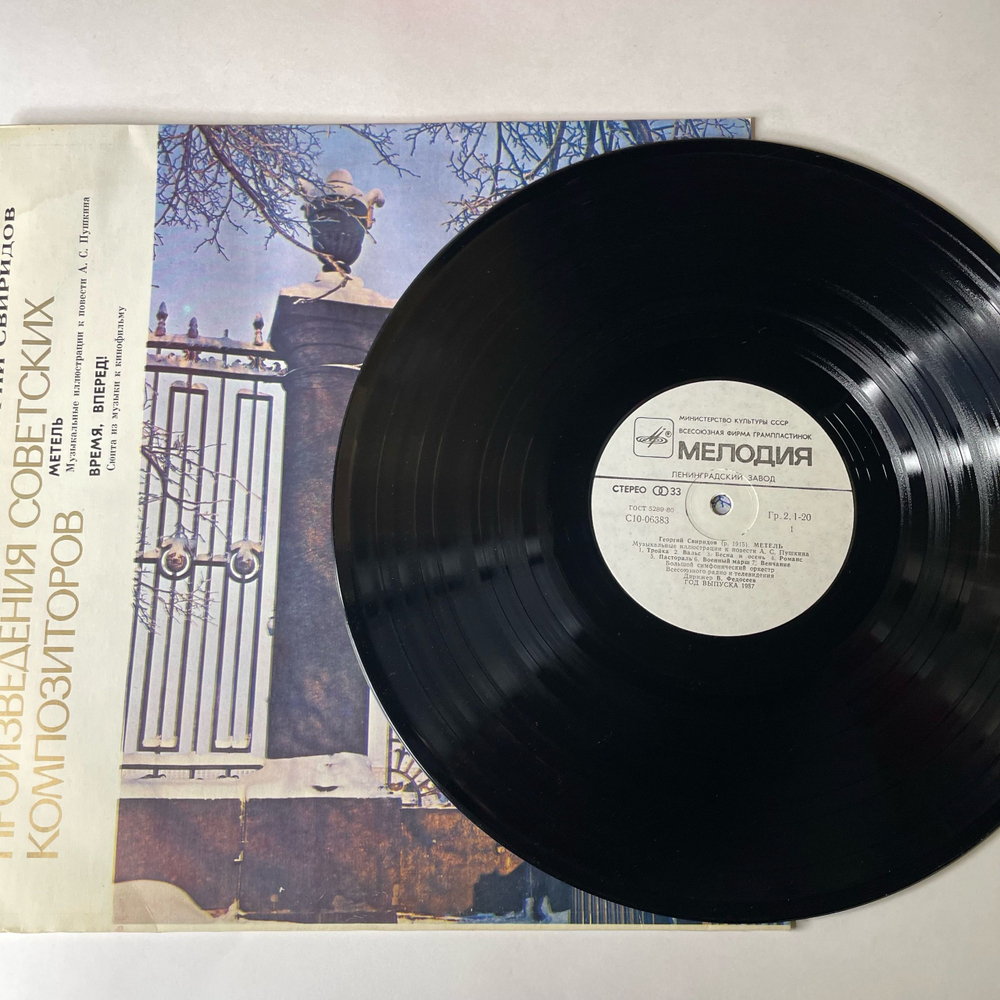 СВИРИДОВ
ПРОИЗВЕДЕНИЯ СОВЕТСКИХ
КОМПОЗИТОРОВ
МЕТЕЛЬ
Музыкальные иллюстрации к повести А. С. Пушкина
ВРЕМЯ, ВПЕРЕД!
Сюита из музыки к кинофильму
МИНИСТЕРСТВО КУЛЬТУРЫ СССР
ВСЕСОЮЗНАЯ ФИРМА ГРАМПЛАСТИНОК
МЕЛОДИЯ
ЛЕНИНГРАДСКИЙ ЗАВОД
СТЕРЕО 33
ГОСТ 5289-80
С10-06383
Гр.2, 1-20
1
Георгий Свиридов (р. 1915). МЕТЕЛЬ
Музыкальные иллюстрации к повести А. С. Пушкина
1. Тройка 2. Вальс 3. Весна и осень 4. Романс
5. Пастораль 6. Военный марш 7. Венчание
Большой симфонический оркестр
Всесоюзного радио и телевидения
Дирижер В. Федосеев
ГОД ВЫПУСКА 1987